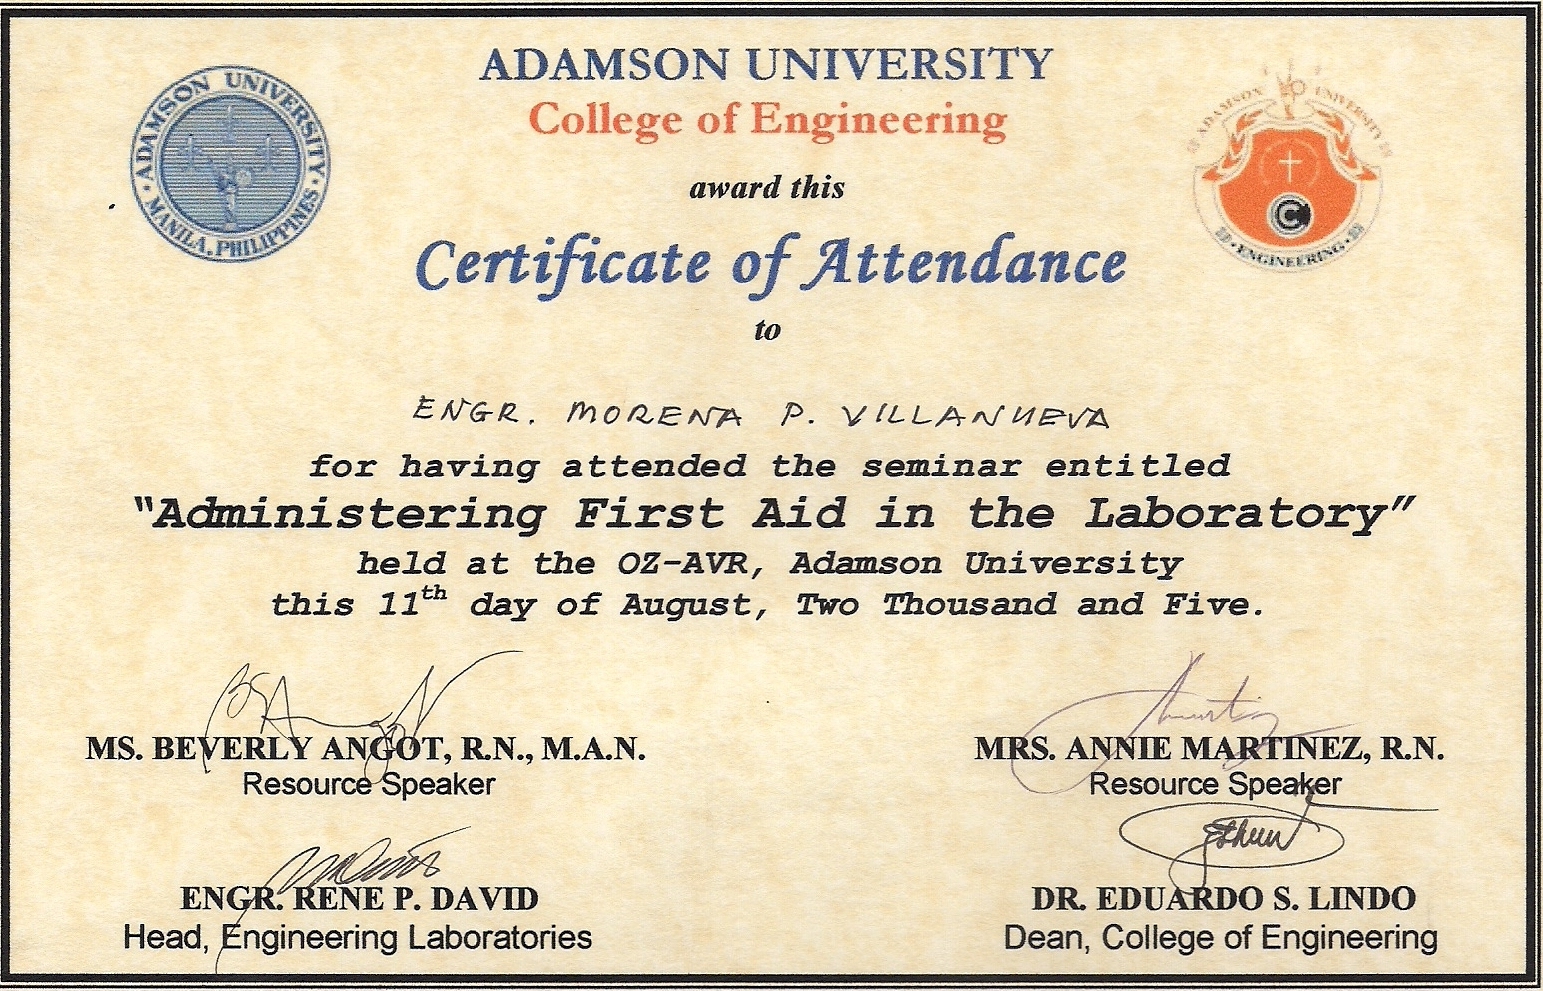 ADAMSON UNIVERSITY
College of Engineering
award this
Certificate of Attendance
to
ADAMSON UNIVERSITY
MANILA, PHILIPPINES
ADAMSON UNIVERSITY
C
ENGINEERING
ENGR. MORENA P. VILLANUEVA
for having attended the seminar entitled
“Administering First Aid in the Laboratory”
held at the OZ-AVR, Adamson University
this 11th day of August, Two Thousand and Five.
MS. BEVERLY ANGOT, R.N., M.A.N.
Resource Speaker
MRS. ANNIE MARTINEZ, R.N.
Resource Speaker
ENGR. RENE P. DAVID
Head, Engineering Laboratories
DR. EDUARDO S. LINDO
Dean, College of Engineering